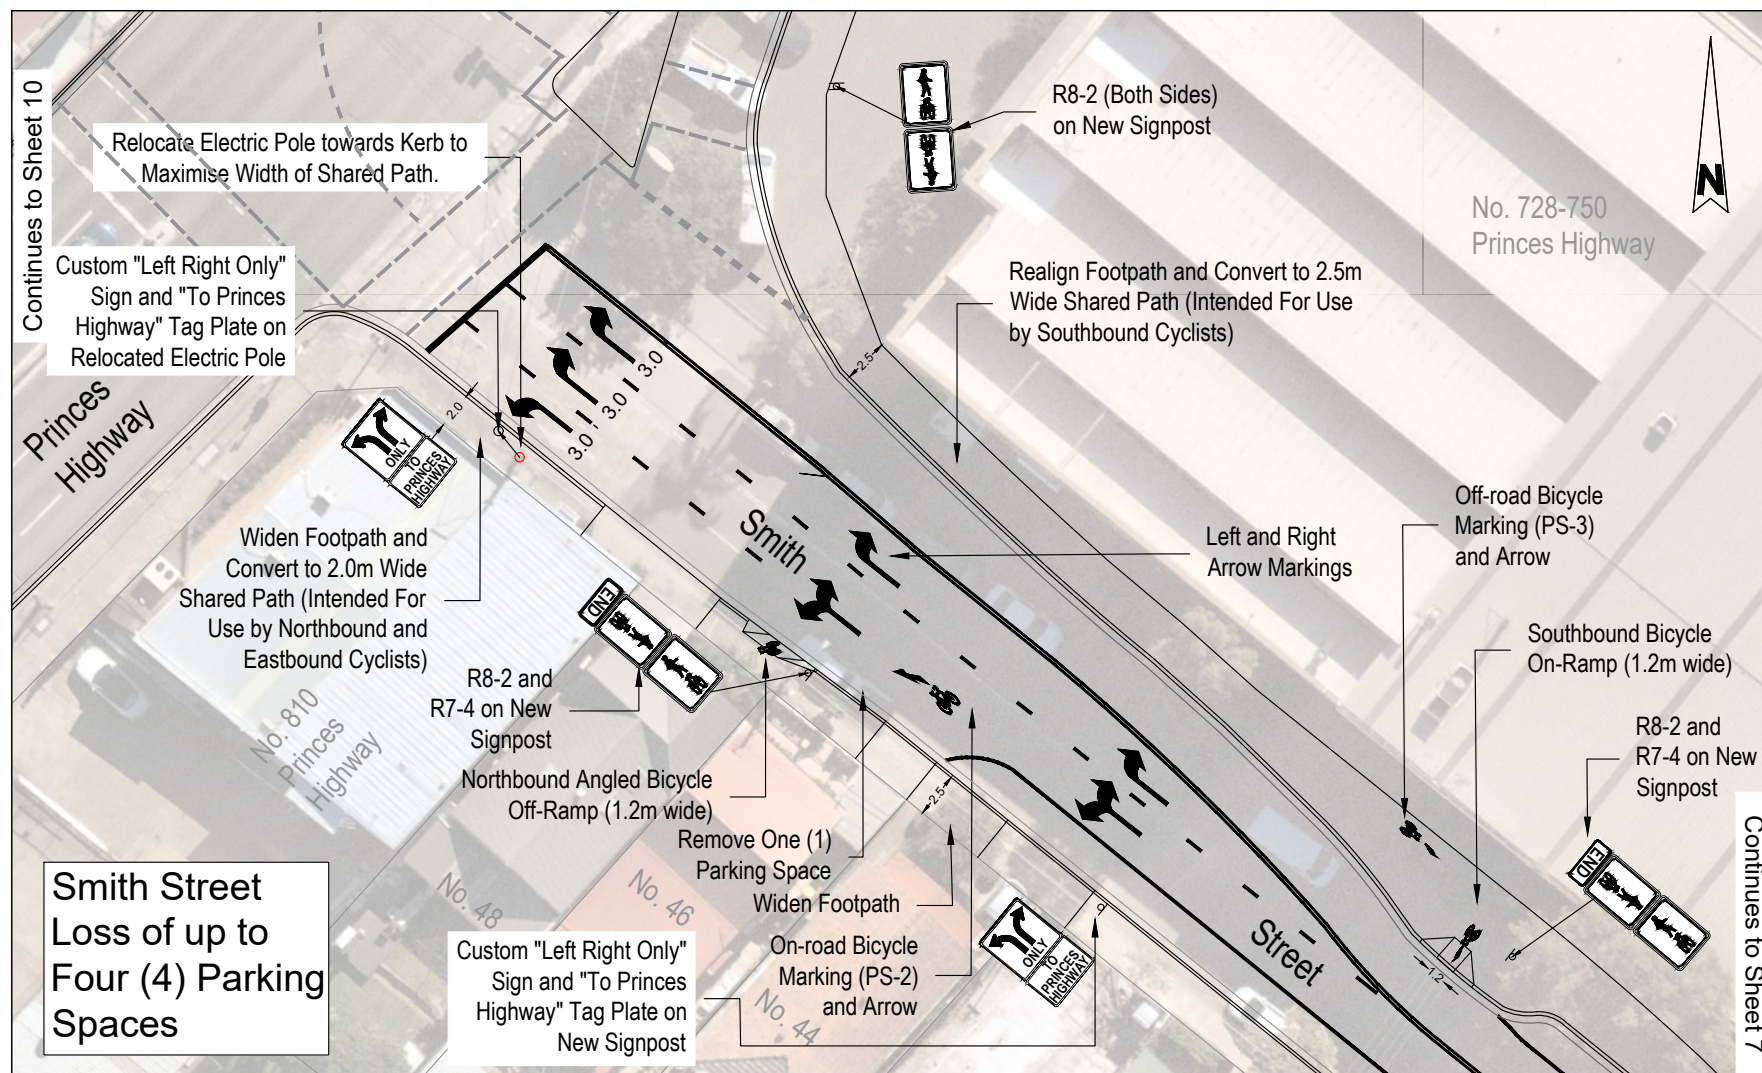 Continues to Sheet 10
Relocate Electric Pole towards Kerb to
Maximise Width of Shared Path.
R8-2 (Both Sides)
on New Signpost
N
No. 728-750
Princes Highway
Custom "Left Right Only"
Sign and "To Princes
Highway" Tag Plate on
Relocated Electric Pole
Realign Footpath and Convert to 2.5m
Wide Shared Path (Intended For Use
by Southbound Cyclists)
Princes
Highway
2.0
3.0
3.0
3.0
2.5
ONLY
TO
PRINCES
HIGHWAY
Widen Footpath and
Convert to 2.0m Wide
Shared Path (Intended For
Use by Northbound and
Eastbound Cyclists)
Smith
Left and Right
Arrow Markings
Off-road Bicycle
Marking (PS-3)
and Arrow
Southbound Bicycle
On-Ramp (1.2m wide)
END
R8-2 and
R7-4 on New
Signpost
No. 810
Princes
Highway
R8-2 and
R7-4 on New
Signpost
Northbound Angled Bicycle
Off-Ramp (1.2m wide)
2.5
Remove One (1)
Parking Space
Widen Footpath
On-road Bicycle
Marking (PS-2)
and Arrow
END
Continues to Sheet 7
Smith Street
Loss of up to
Four (4) Parking
Spaces
No. 48
No. 46
No. 44
Custom "Left Right Only"
Sign and "To Princes
Highway" Tag Plate on
New Signpost
ONLY
TO
PRINCES
HIGHWAY
Street
1.2